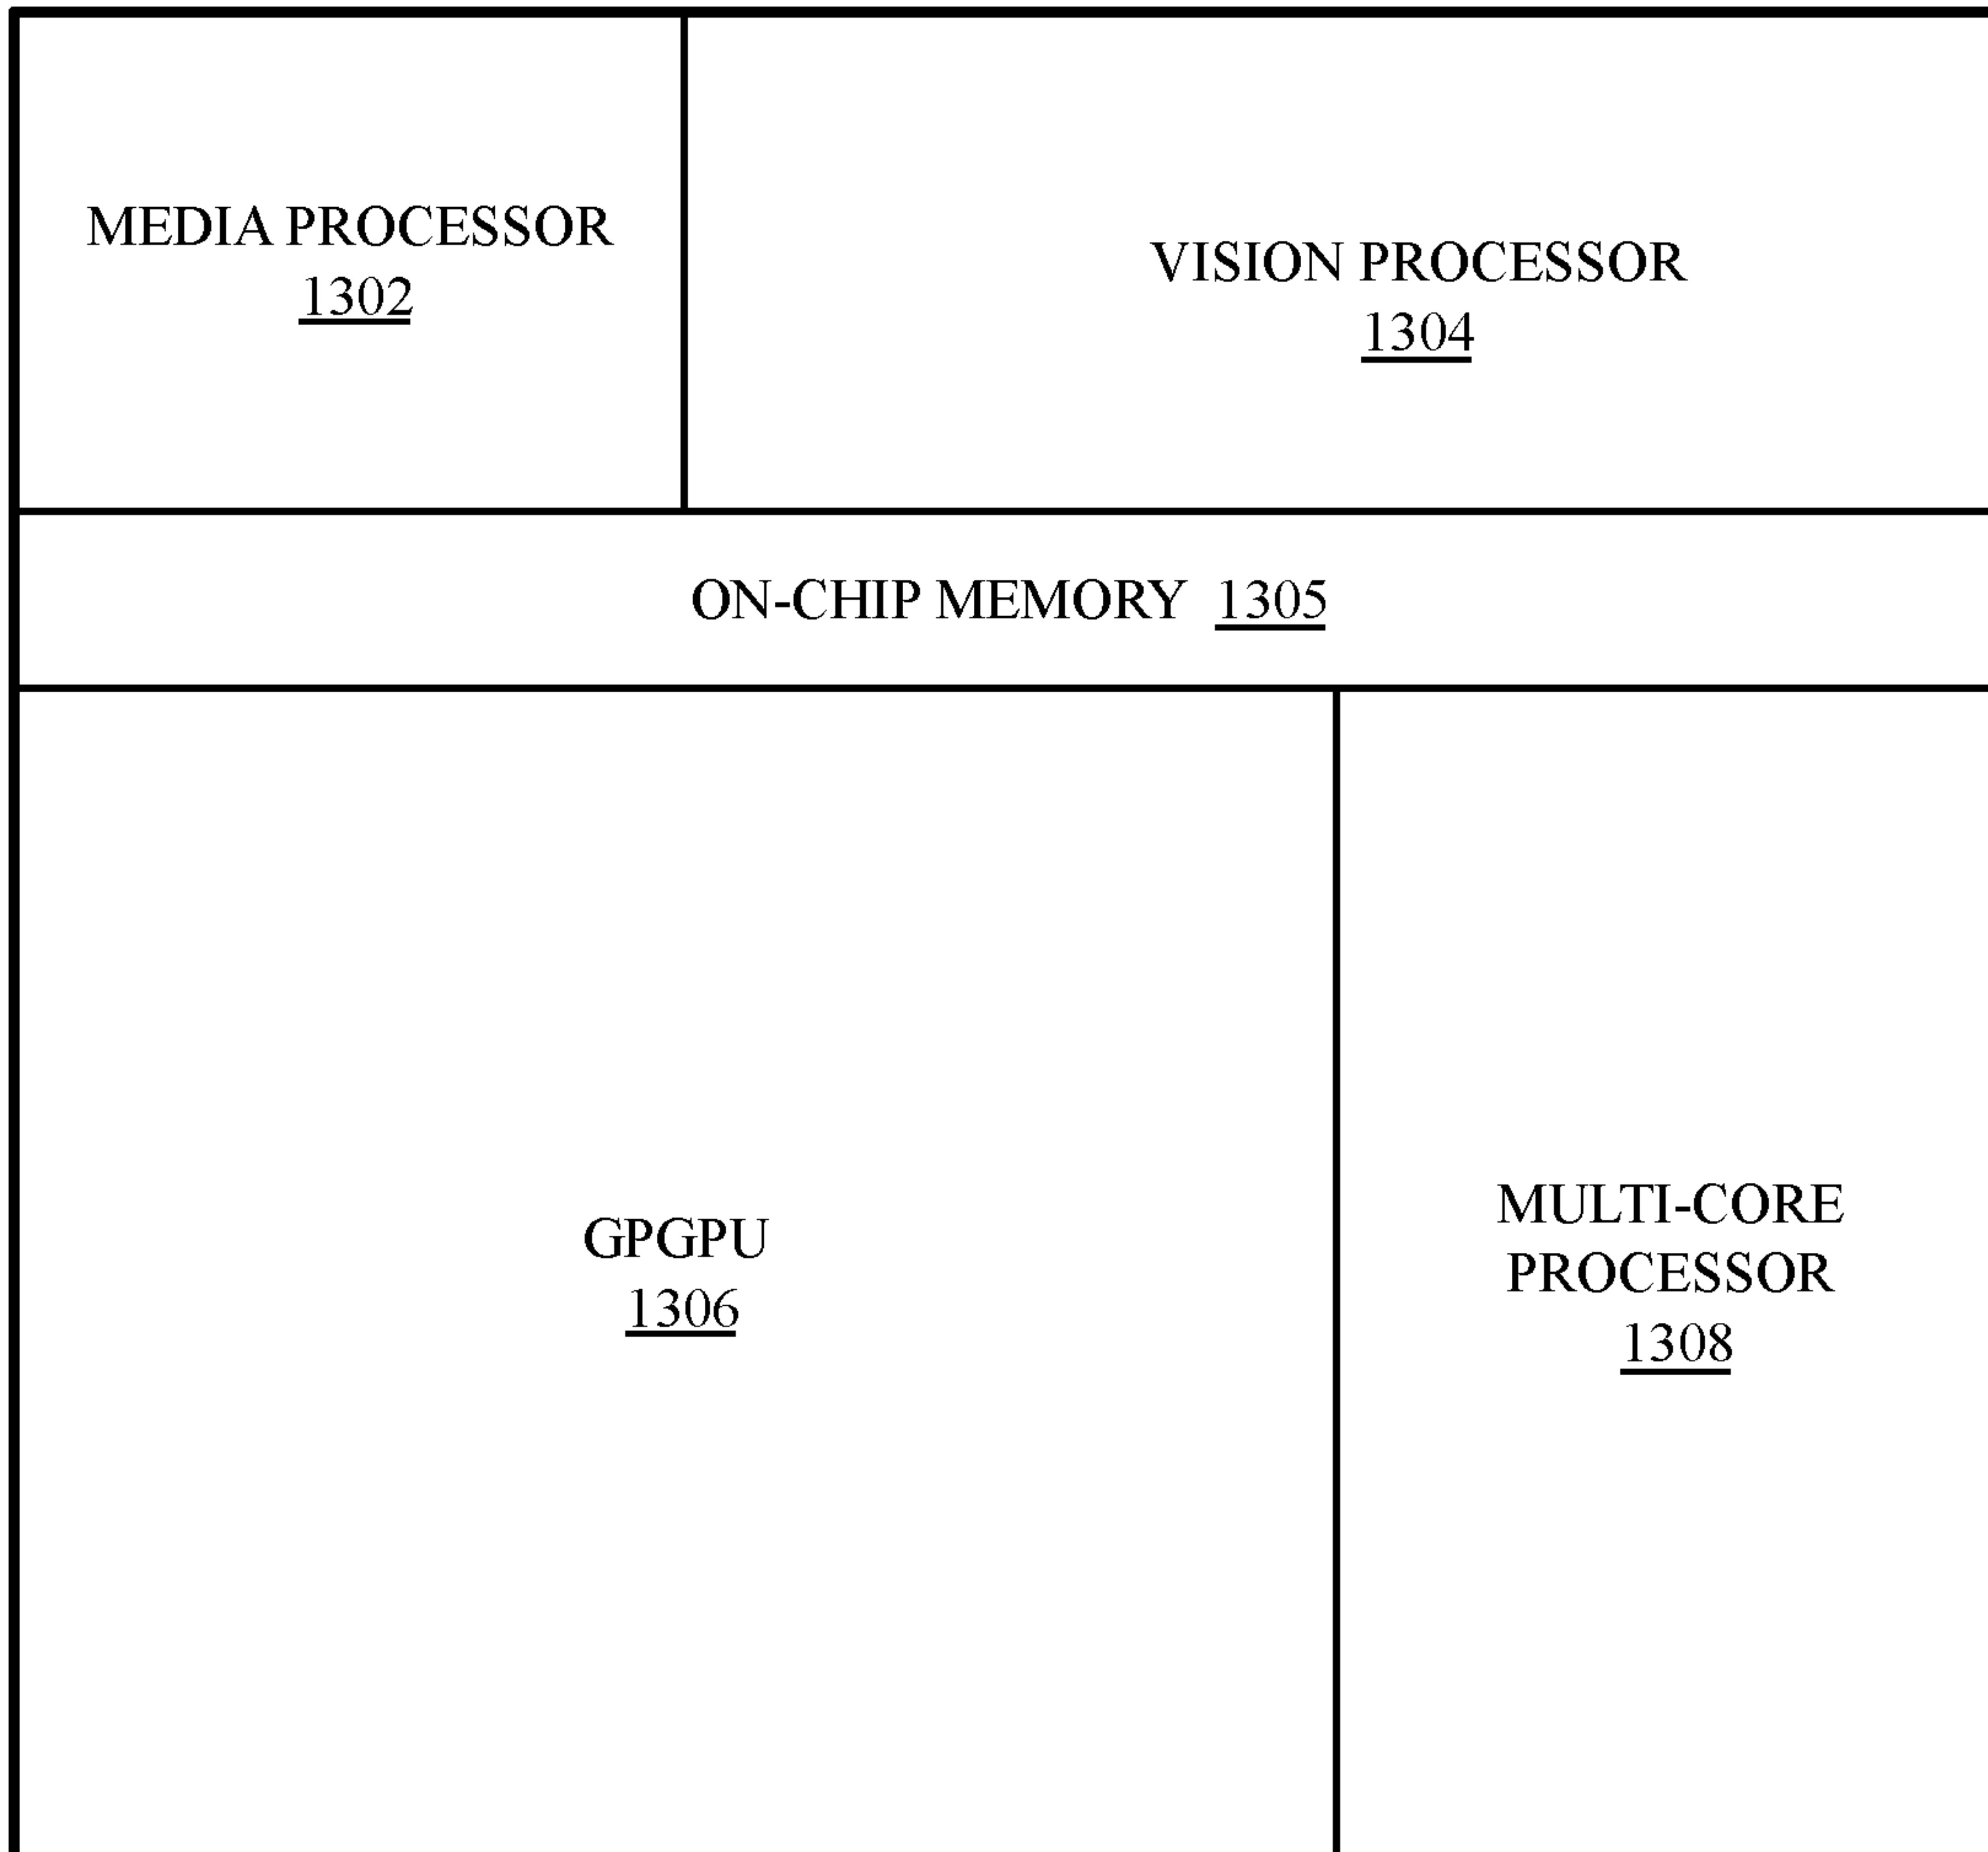 MEDIA PROCESSOR
1302
VISION PROCESSOR
1304
ON-CHIP MEMORY 1305
GPGPU
1306
MULTI-CORE
PROCESSOR
1308